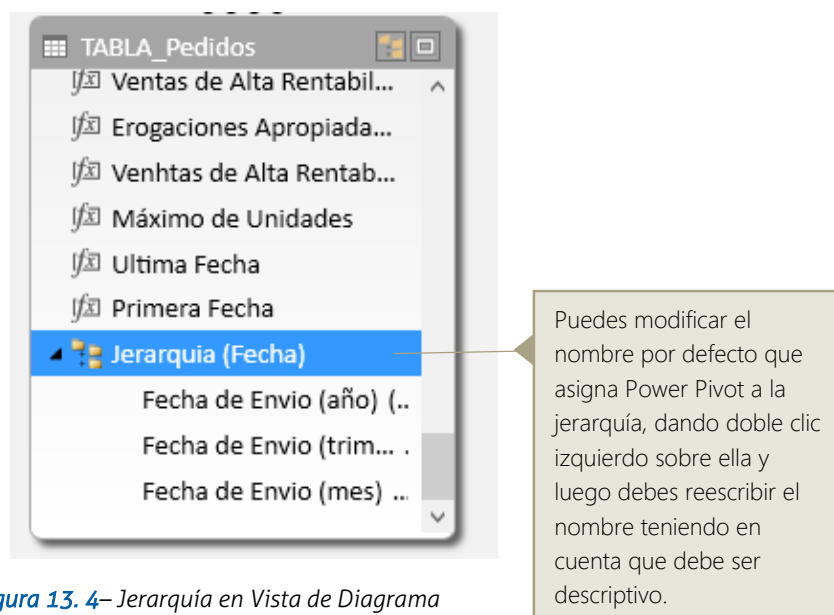 TABLA_Pedidos
Ventas de Alta Rentabil...
Erogaciones Apropiada...
Venhtas de Alta Rentab...
Máximo de Unidades
Ultima Fecha
Primera Fecha
Jerarquia (Fecha)
Fecha de Envio (año) (..
Fecha de Envio (trim... .
Fecha de Envio (mes) ...
Puedes modificar el
nombre por defecto que
asigna Power Pivot a la
jerarquía, dando doble clic
izquierdo sobre ella y
luego debes reescribir el
nombre teniendo en
cuenta que debe ser
descriptivo.
gura 13. 4– Jerarquía en Vista de Diagrama